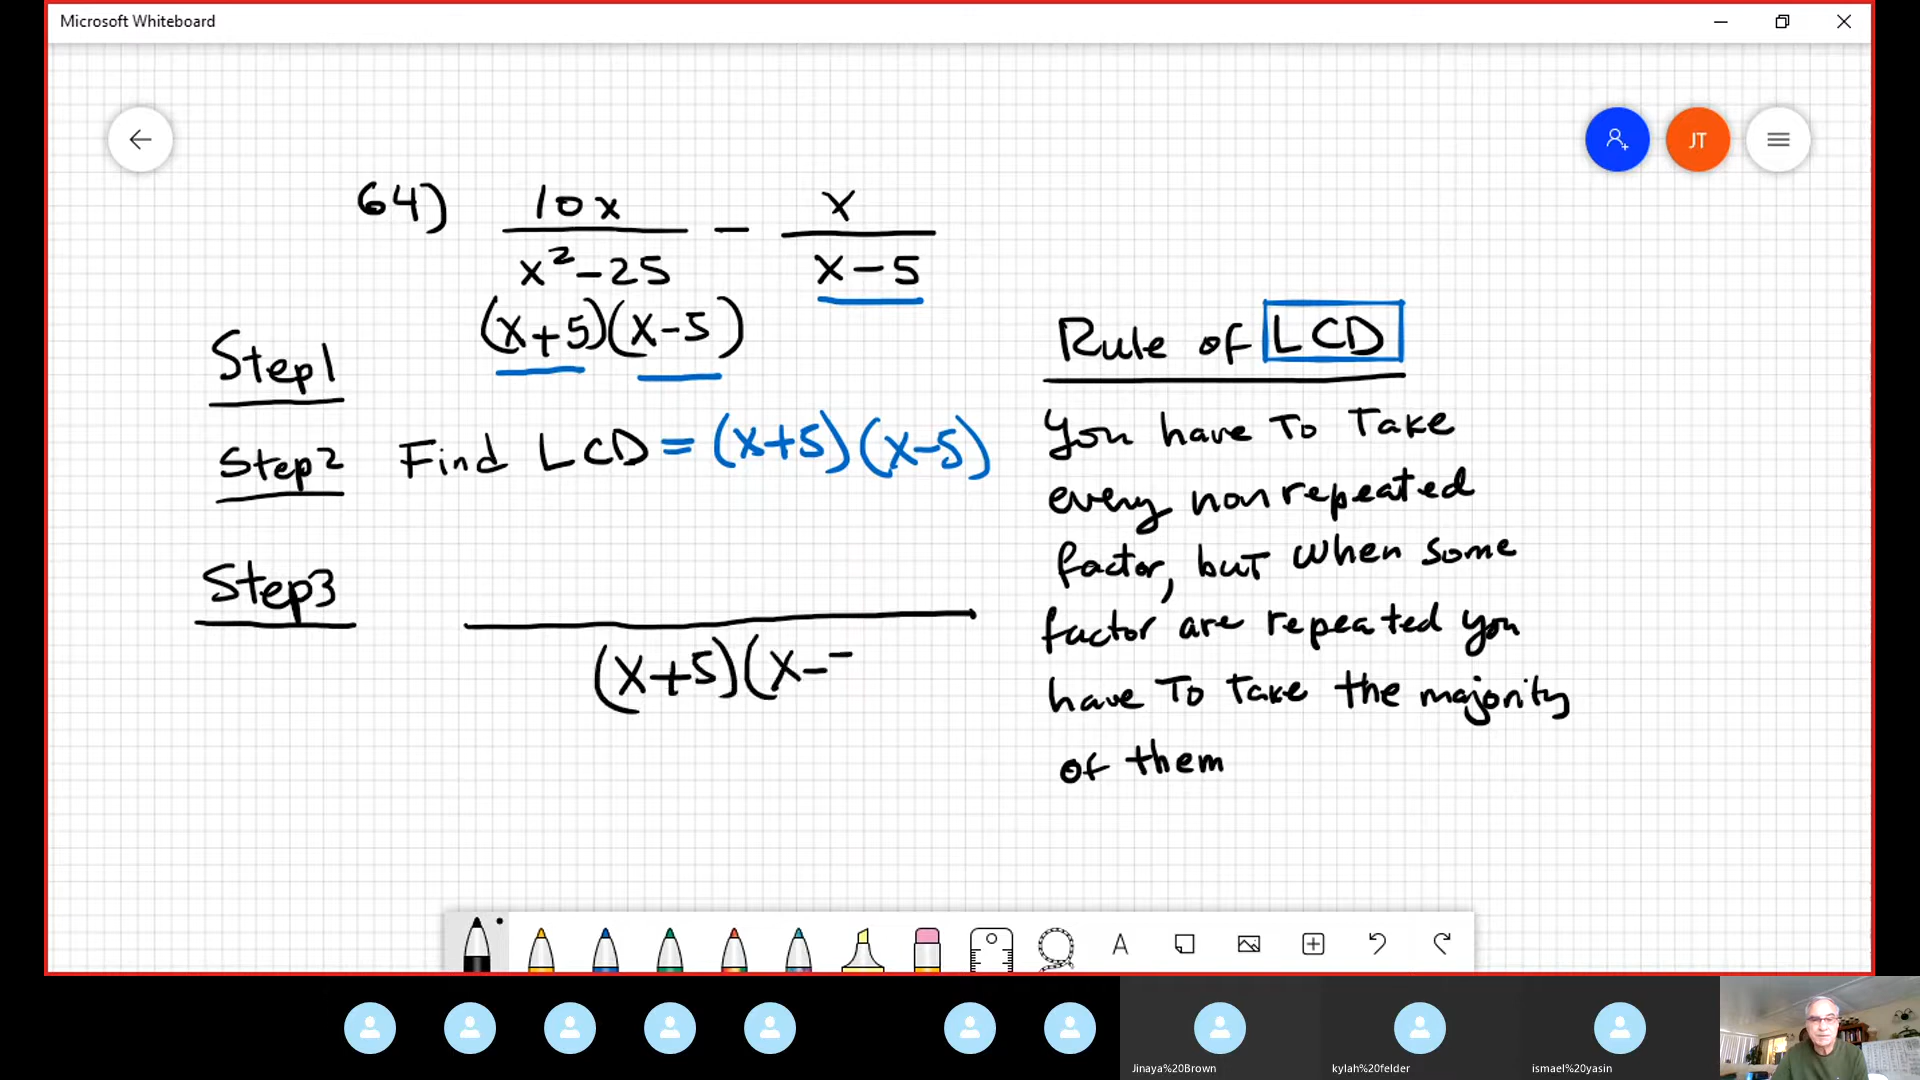 Microsoft Whiteboard
JT
64) 10x / x²-25 - x / x-5
(x+5)(x-5)
Step1
Step2 Find LCD = (x+5)(x-5)
Step3
(x+5)(x-
Rule of LCD
You have To Take
every nonrepeated
factor, but when some
factor are repeated you
have To Take the majority
of them
A
Jinaya%20Brown
kylah%20felder
ismael%20yasin